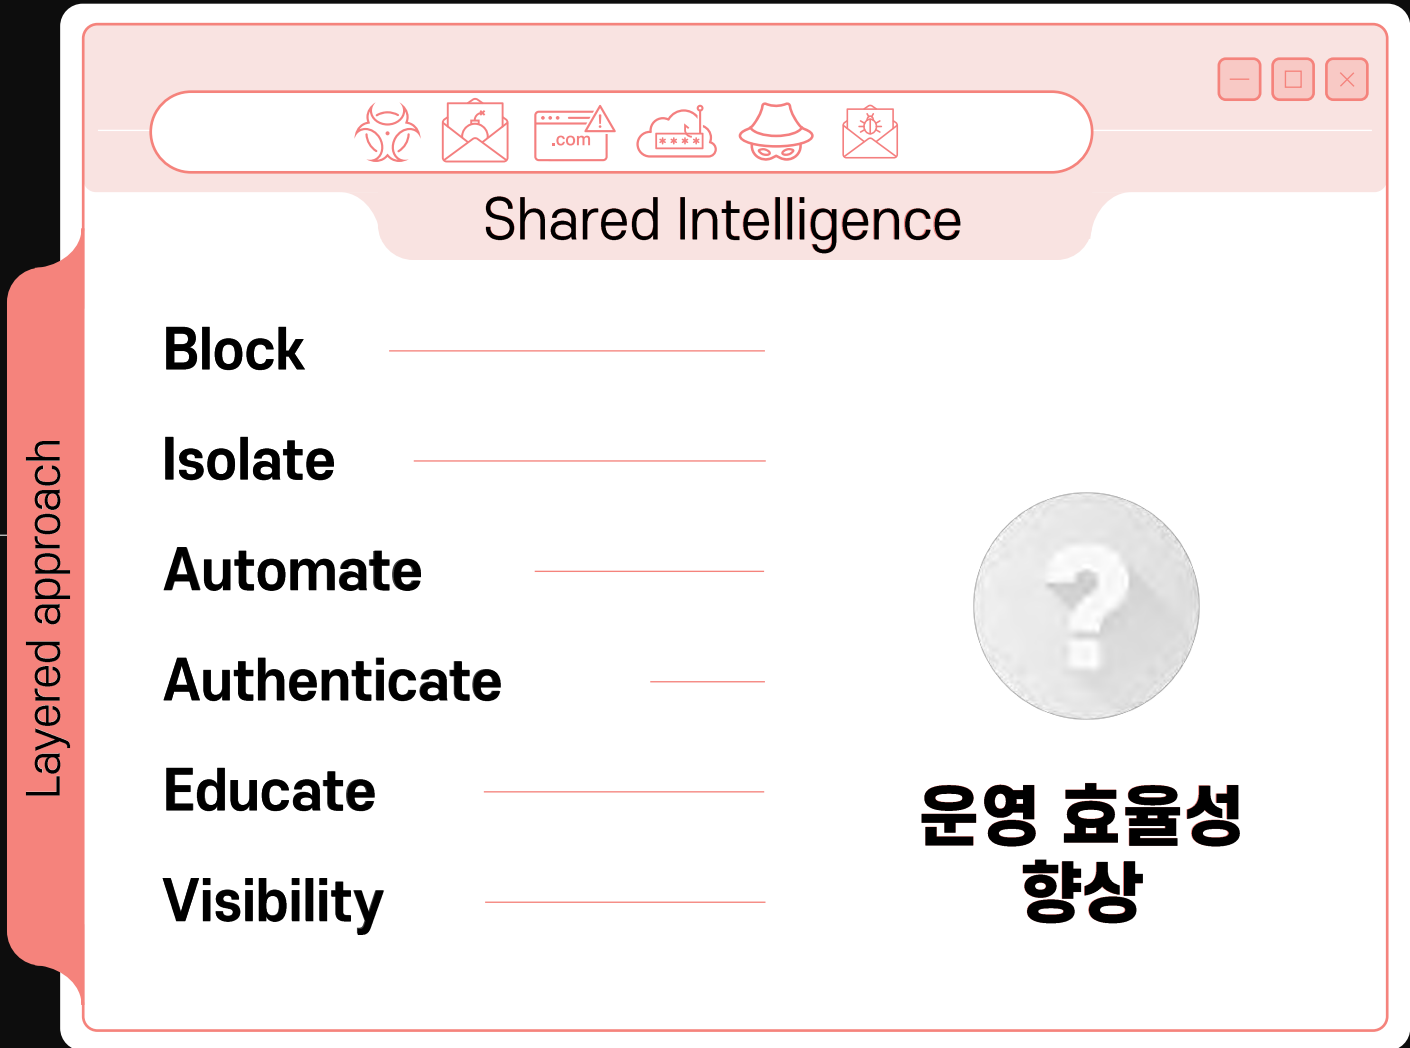 .com
****
Shared Intelligence
Layered approach
Block
Isolate
Automate
Authenticate
Educate
Visibility
?
운영 효율성
향상